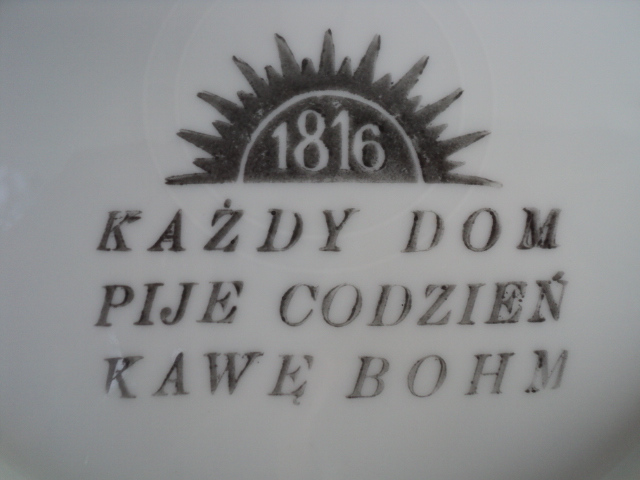 1816
KAŻDY DOM
PIJE CODZIEŃ
KAWĘ BOHM